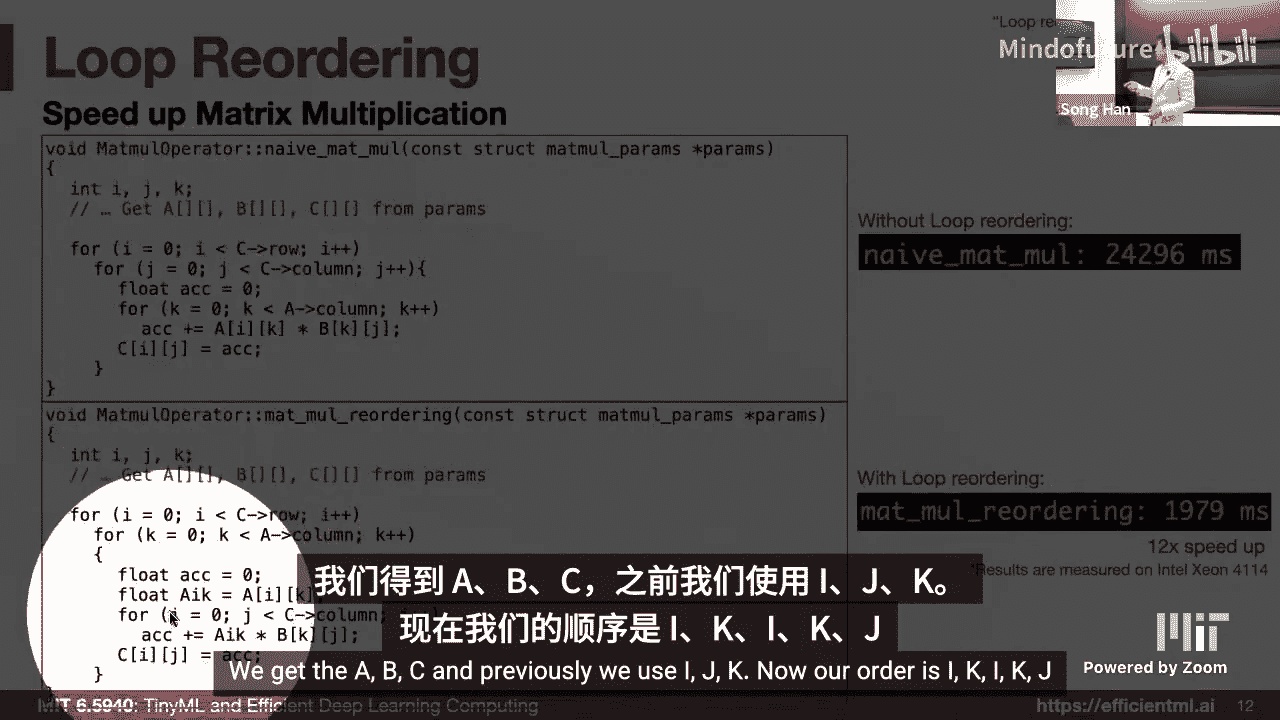 "Loop re
Loop Reordering
Mindofuture
bilibili
Song Han
Speed up Matrix Multiplication
void MatmulOperator::naive_mat_mul(const struct matmul_params *params)
{
int i, j, k;
// … Get A[][], B[][], C[][] from params
for (i = 0; i < C->row; i++)
for (j = 0; j < C->column; j++){
float acc = 0;
for (k = 0; k < A->column; k++)
acc += A[i][k] * B[k][j];
C[i][j] = acc;
}
}
Without Loop reordering:
naive_mat_mul: 24296 ms
void MatmulOperator::mat_mul_reordering(const struct matmul_params *params)
{
int i, j, k;
// … Get A[][], B[][], C[][] from params
for (i = 0; i < C->row; i++)
for (k = 0; k < A->column; k++)
{
float acc = 0;
float Aik = A[i][k]
for (j = 0; j < C->column;
acc += Aik * B[k][j];
C[i][j] = acc;
}
With Loop reordering:
mat_mul_reordering: 1979 ms
12x speed up
*Results are measured on Intel Xeon 4114
我们得到 A、B、C，之前我们使用 I、J、K。
现在我们的顺序是 I、K、I、K、J
We get the A, B, C and previously we use I, J, K. Now our order is I, K, I, K, J
MIT
Powered by Zoom
MIT 6.5940: TinyML and Efficient Deep Learning Computing
https://efficientml.ai
12